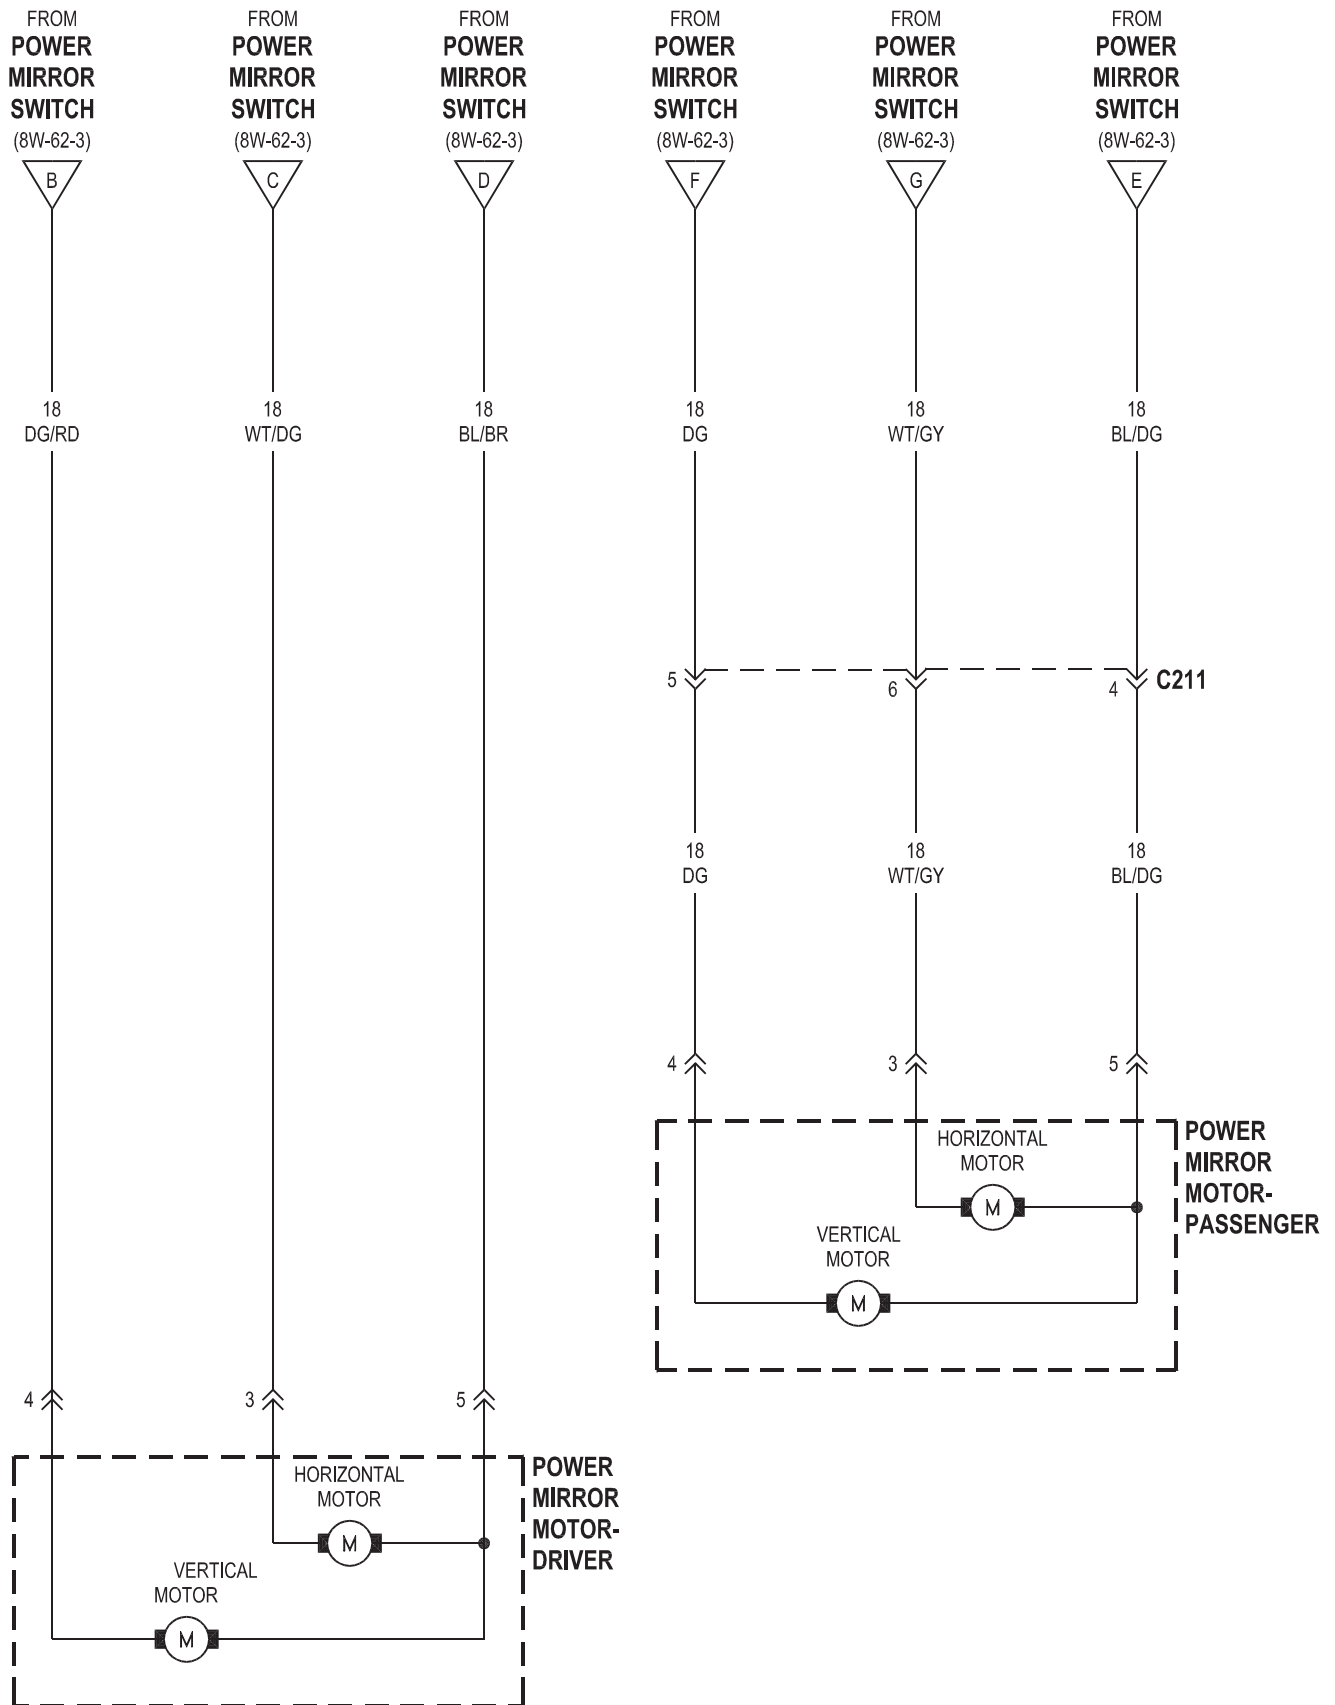 FROM
POWER
MIRROR
SWITCH
(8W-62-3)
B
FROM
POWER
MIRROR
SWITCH
(8W-62-3)
C
FROM
POWER
MIRROR
SWITCH
(8W-62-3)
D
FROM
POWER
MIRROR
SWITCH
(8W-62-3)
F
FROM
POWER
MIRROR
SWITCH
(8W-62-3)
G
FROM
POWER
MIRROR
SWITCH
(8W-62-3)
E
18
DG/RD
18
WT/DG
18
BL/BR
18
DG
18
WT/GY
18
BL/DG
5
6
4
C211
18
DG
18
WT/GY
18
BL/DG
4
3
5
HORIZONTAL
MOTOR
M
VERTICAL
MOTOR
M
POWER
MIRROR
MOTOR-
PASSENGER
4
3
5
HORIZONTAL
MOTOR
M
VERTICAL
MOTOR
M
POWER
MIRROR
MOTOR-
DRIVER